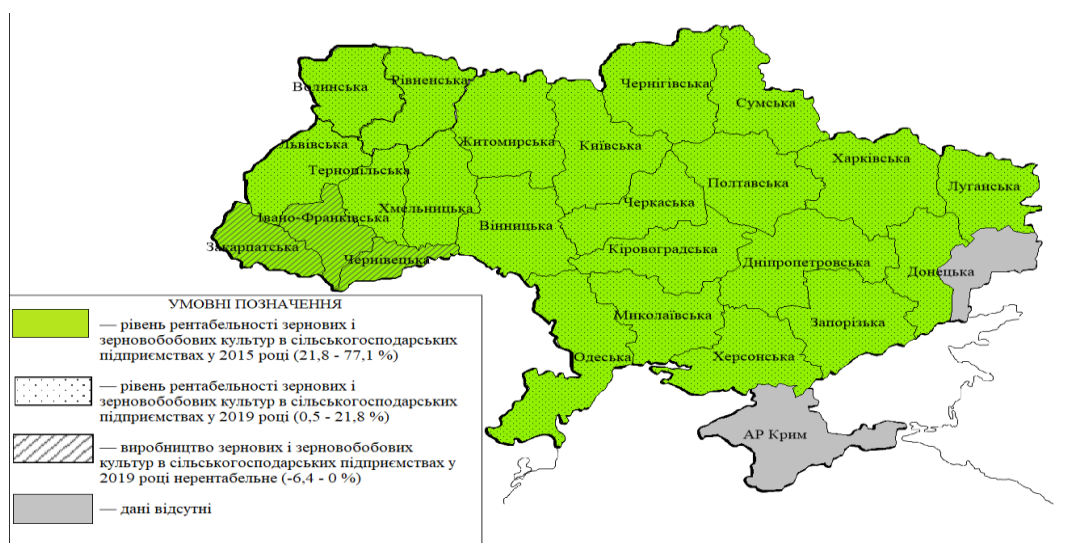 Волинська
Рівненська
Чернігівська
Сумська
Львівська
Житомирська
Київська
Харківська
Тернопільська
Полтавська
Луганська
Хмельницька
Черкаська
Івано-Франківська
Вінницька
Закарпатська
Чернівецька
Кіровоградська
Дніпропетровська
Донецька
Миколаївська
Запорізька
Одеська
Херсонська
АР Крим
УМОВНІ ПОЗНАЧЕННЯ
— рівень рентабельності зернових і
зерновобобових культур в сільськогосподарських
підприємствах у 2015 році (21,8 - 77,1 %)
— рівень рентабельності зернових і
зерновобобових культур в сільськогосподарських
підприємствах у 2019 році (0,5 - 21,8 %)
— виробництво зернових і зерновобобових
культур в сільськогосподарських підприємствах у
2019 році нерентабельне (-6,4 - 0 %)
— дані відсутні